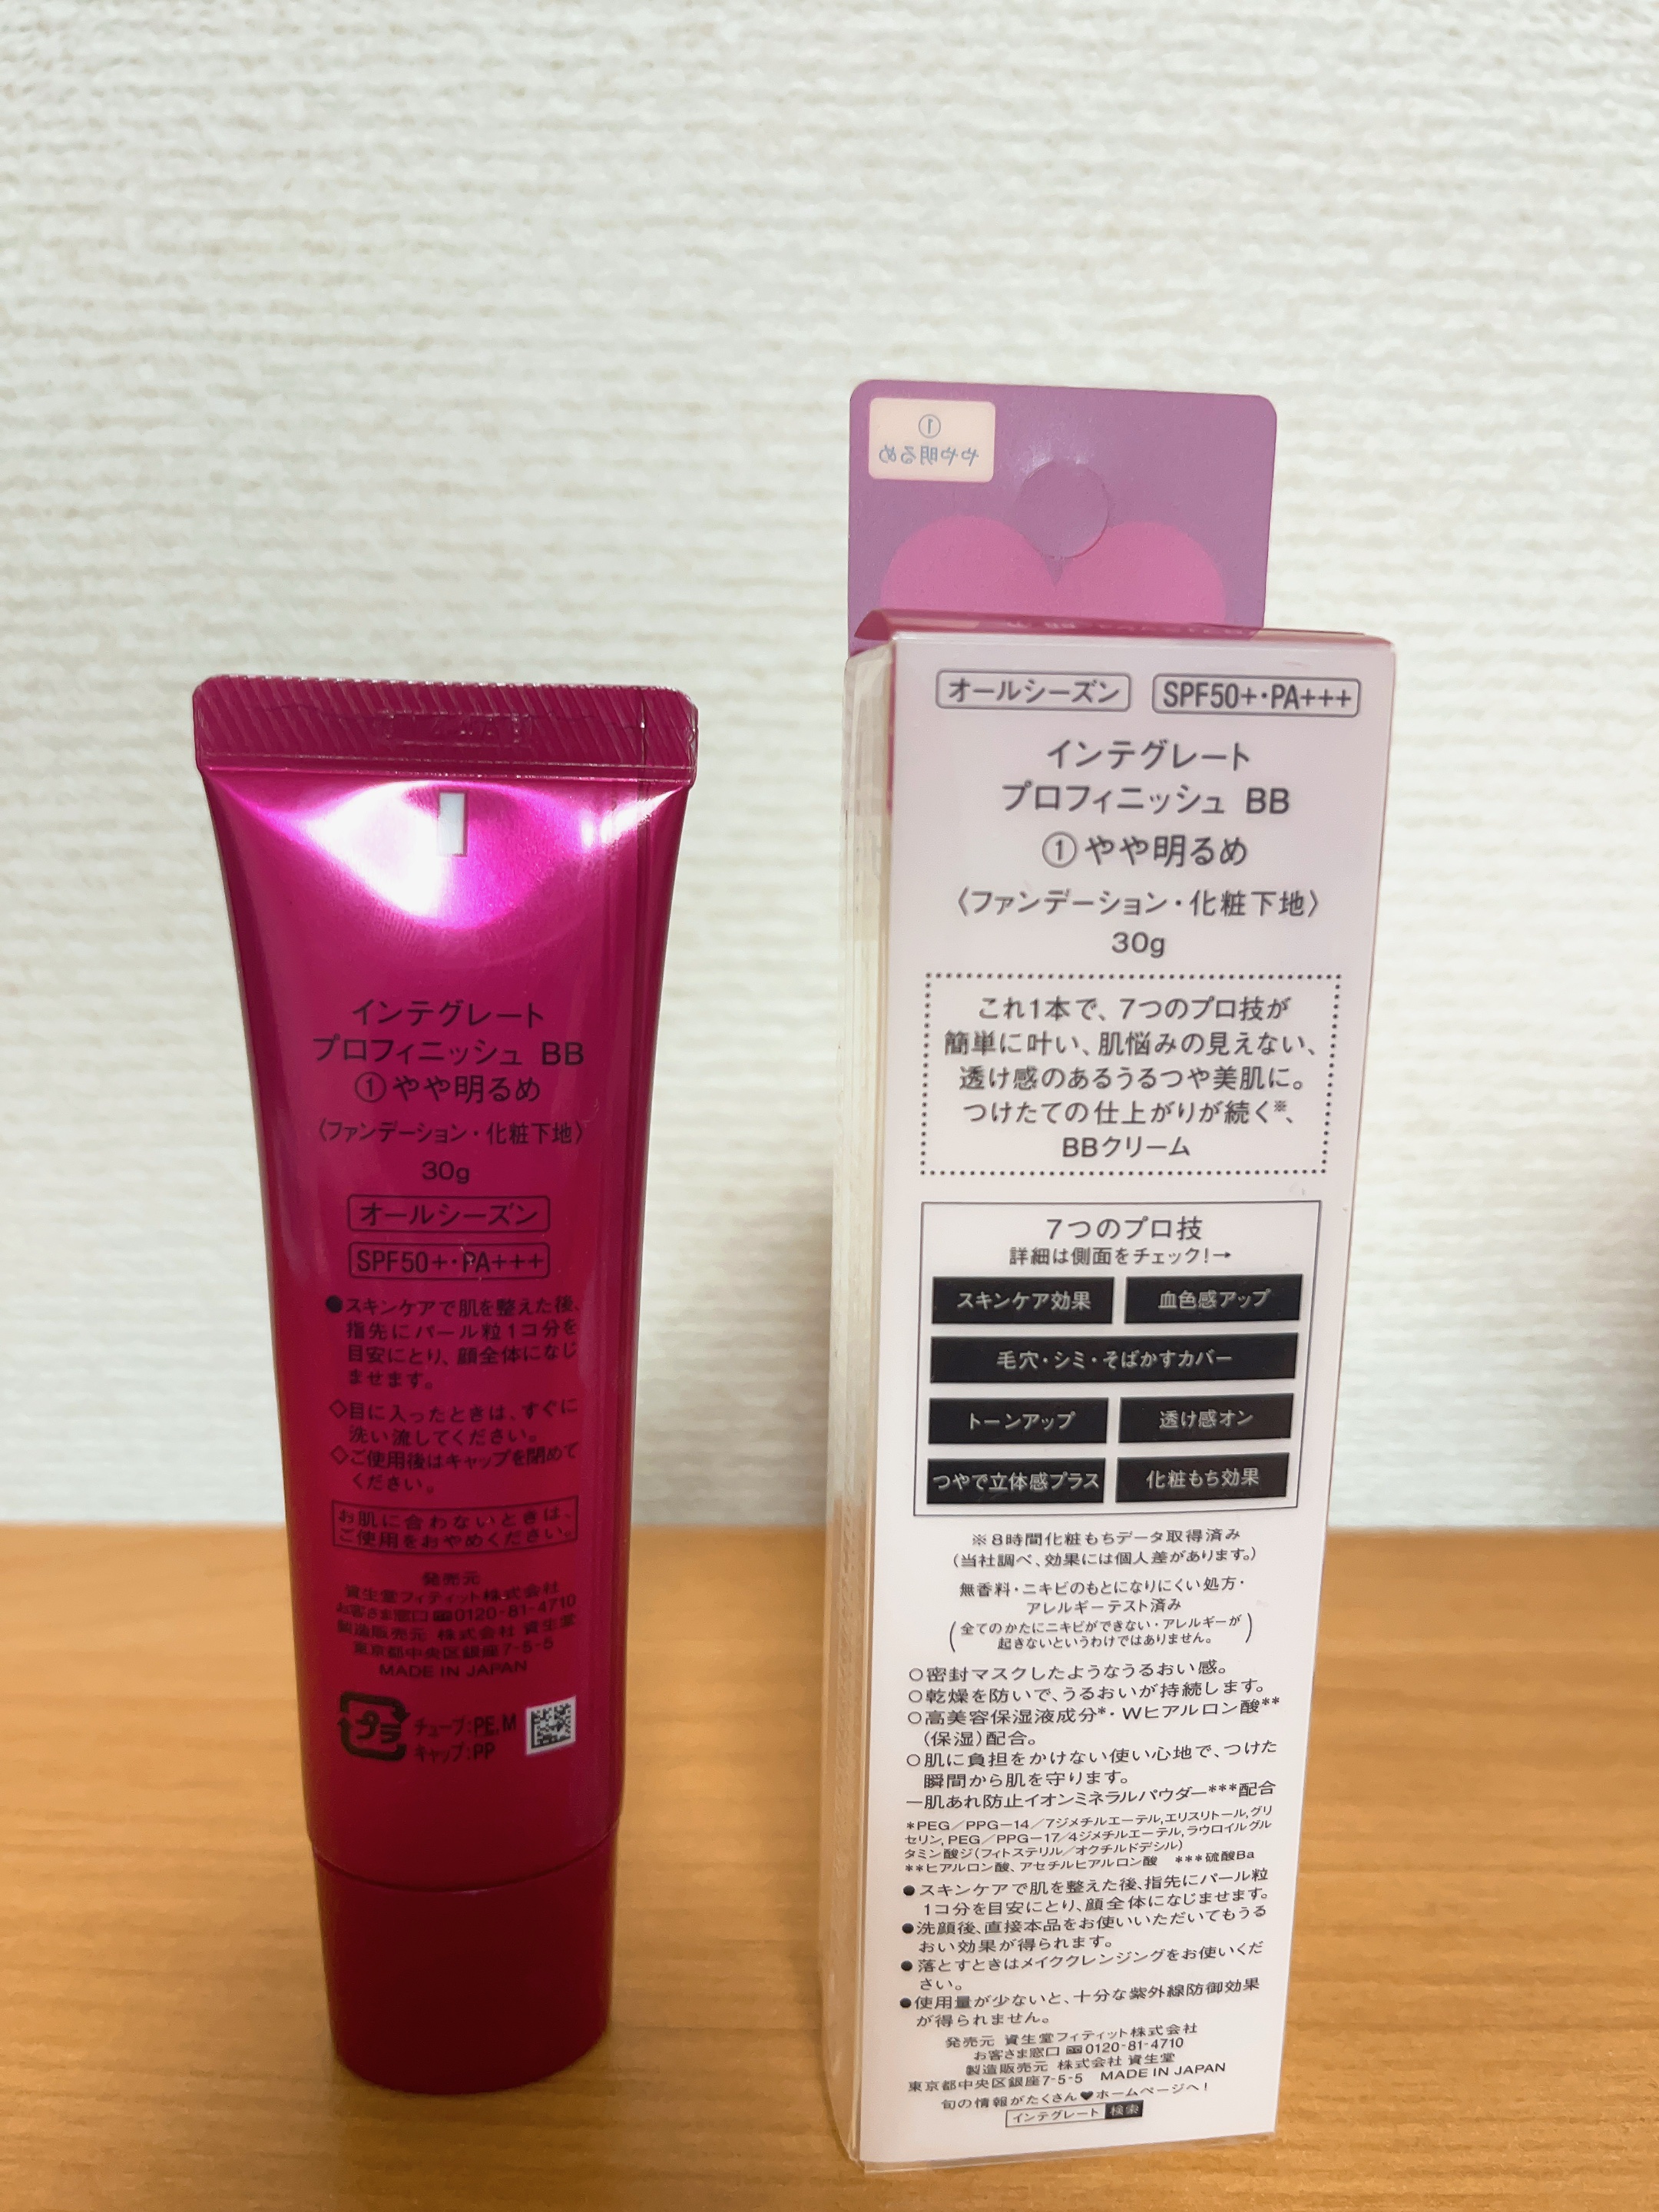 インテグレート
プロフィニッシュ BB
①やや明るめ
〈ファンデーション・化粧下地〉
30g
オールシーズン
SPF50+・PA+++
●スキンケアで肌を整えた後、
指先にパール粒1コ分を
目安にとり、顔全体になじ
ませます。
◇目に入ったときは、すぐに
洗い流してください。
◇ご使用後はキャップを閉めて
ください。
お肌に合わないときは、
ご使用をおやめください。
発売元
資生堂フィティット株式会社
お客さま窓口 0120-81-4710
製造販売元 株式会社 資生堂
東京都中央区銀座7-5-5
MADE IN JAPAN
プラ
チューブ:PE,M
キャップ:PP
①
やや明るめ
オールシーズン SPF50+・PA+++
インテグレート
プロフィニッシュ BB
①やや明るめ
〈ファンデーション・化粧下地〉
30g
これ1本で、7つのプロ技が
簡単に叶い、肌悩みの見えない、
透け感のあるうるつや美肌に。
つけたての仕上がりが続く※、
BBクリーム
7つのプロ技
詳細は側面をチェック!→
スキンケア効果 血色感アップ
毛穴・シミ・そばかすカバー
トーンアップ 透け感オン
つやで立体感プラス 化粧もち効果
※8時間化粧もちデータ取得済み
(当社調べ、効果には個人差があります。)
無香料・ニキビのもとになりにくい処方・
アレルギーテスト済み
(全てのかたにニキビができない・アレルギーが
起きないというわけではありません。)
○密封マスクしたようなうるおい感。
○乾燥を防いで、うるおいが持続します。
○高美容保湿液成分*・Wヒアルロン酸**
(保湿)配合。
○肌に負担をかけない使い心地で、つけた
瞬間から肌を守ります。
ー肌あれ防止イオンミネラルパウダー***配合
*PEG/PPG-14/7ジメチルエーテル,エリスリトール,グリ
セリン,PEG/PPG-17/4ジメチルエーテル,ラウロイルグル
タミン酸ジ(フィトステリル/オクチルドデシル)
**ヒアルロン酸、アセチルヒアルロン酸 ***硫酸Ba
●スキンケアで肌を整えた後、指先にパール粒
1コ分を目安にとり、顔全体になじませます。
●洗顔後、直接本品をお使いいただいてもうる
おい効果が得られます。
●落とすときはメイククレンジングをお使いくだ
さい。
●使用量が少ないと、十分な紫外線防御効果
が得られません。
発売元 資生堂フィティット株式会社
お客さま窓口 0120-81-4710
製造販売元 株式会社 資生堂
東京都中央区銀座7-5-5 MADE IN JAPAN
旬の情報がたくさん♥ホームページへ!
インテグレート 検索